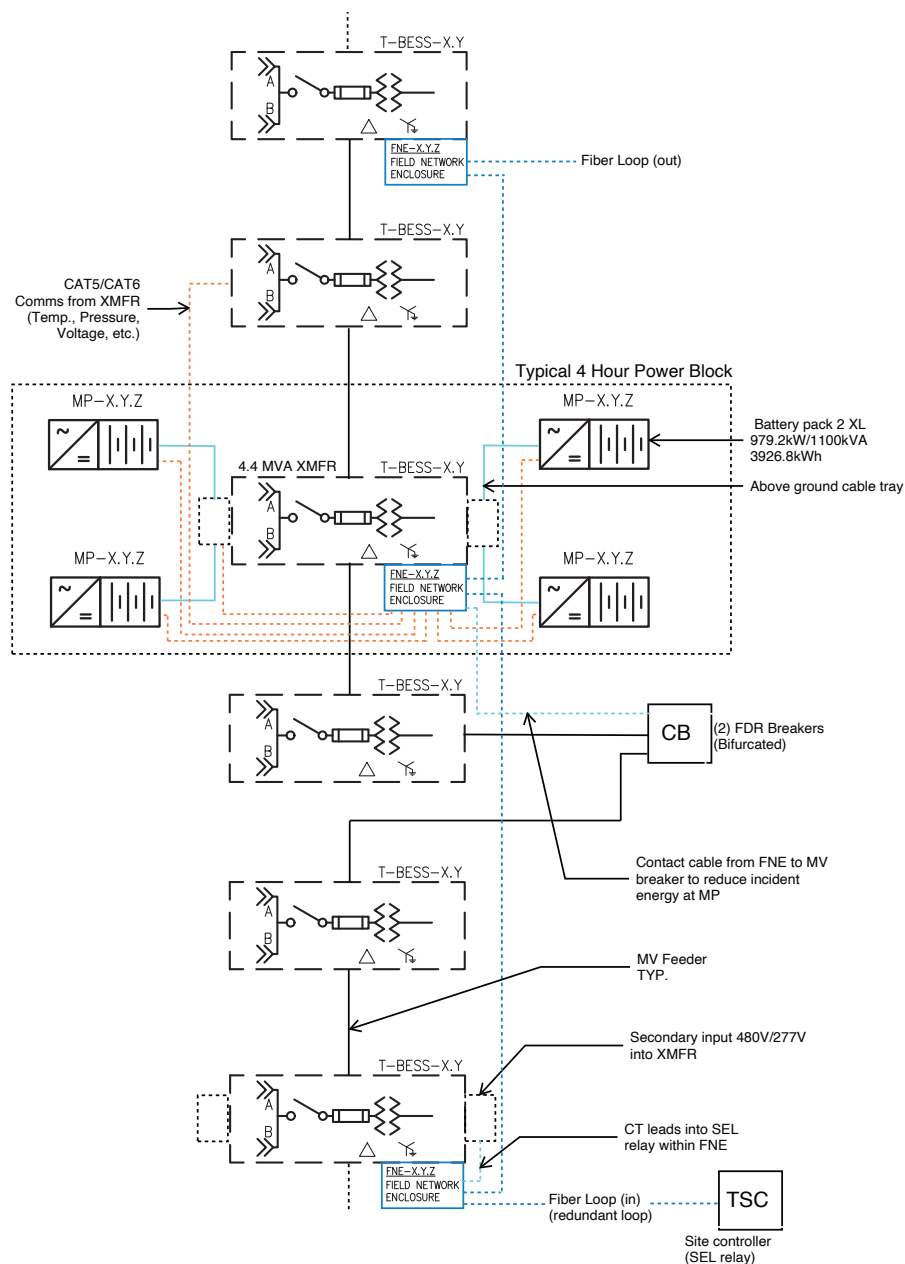 T-BESS-X.Y
A
B
FNE-X.Y.Z
FIELD NETWORK
ENCLOSURE
Fiber Loop (out)
T-BESS-X.Y
A
B
CAT5/CAT6
Comms from XMFR
(Temp., Pressure,
Voltage, etc.)
Typical 4 Hour Power Block
MP-X.Y.Z
MP-X.Y.Z
Battery pack 2 XL
979.2kW/1100kVA
3926.8kWh
4.4 MVA XMFR
T-BESS-X.Y
A
B
Above ground cable tray
MP-X.Y.Z
MP-X.Y.Z
FNE-X.Y.Z
FIELD NETWORK
ENCLOSURE
T-BESS-X.Y
A
B
CB
(2) FDR Breakers
(Bifurcated)
Contact cable from FNE to MV
breaker to reduce incident
energy at MP
T-BESS-X.Y
A
B
MV Feeder
TYP.
Secondary input 480V/277V
into XMFR
T-BESS-X.Y
A
B
CT leads into SEL
relay within FNE
FNE-X.Y.Z
FIELD NETWORK
ENCLOSURE
Fiber Loop (in)
(redundant loop)
TSC
Site controller
(SEL relay)